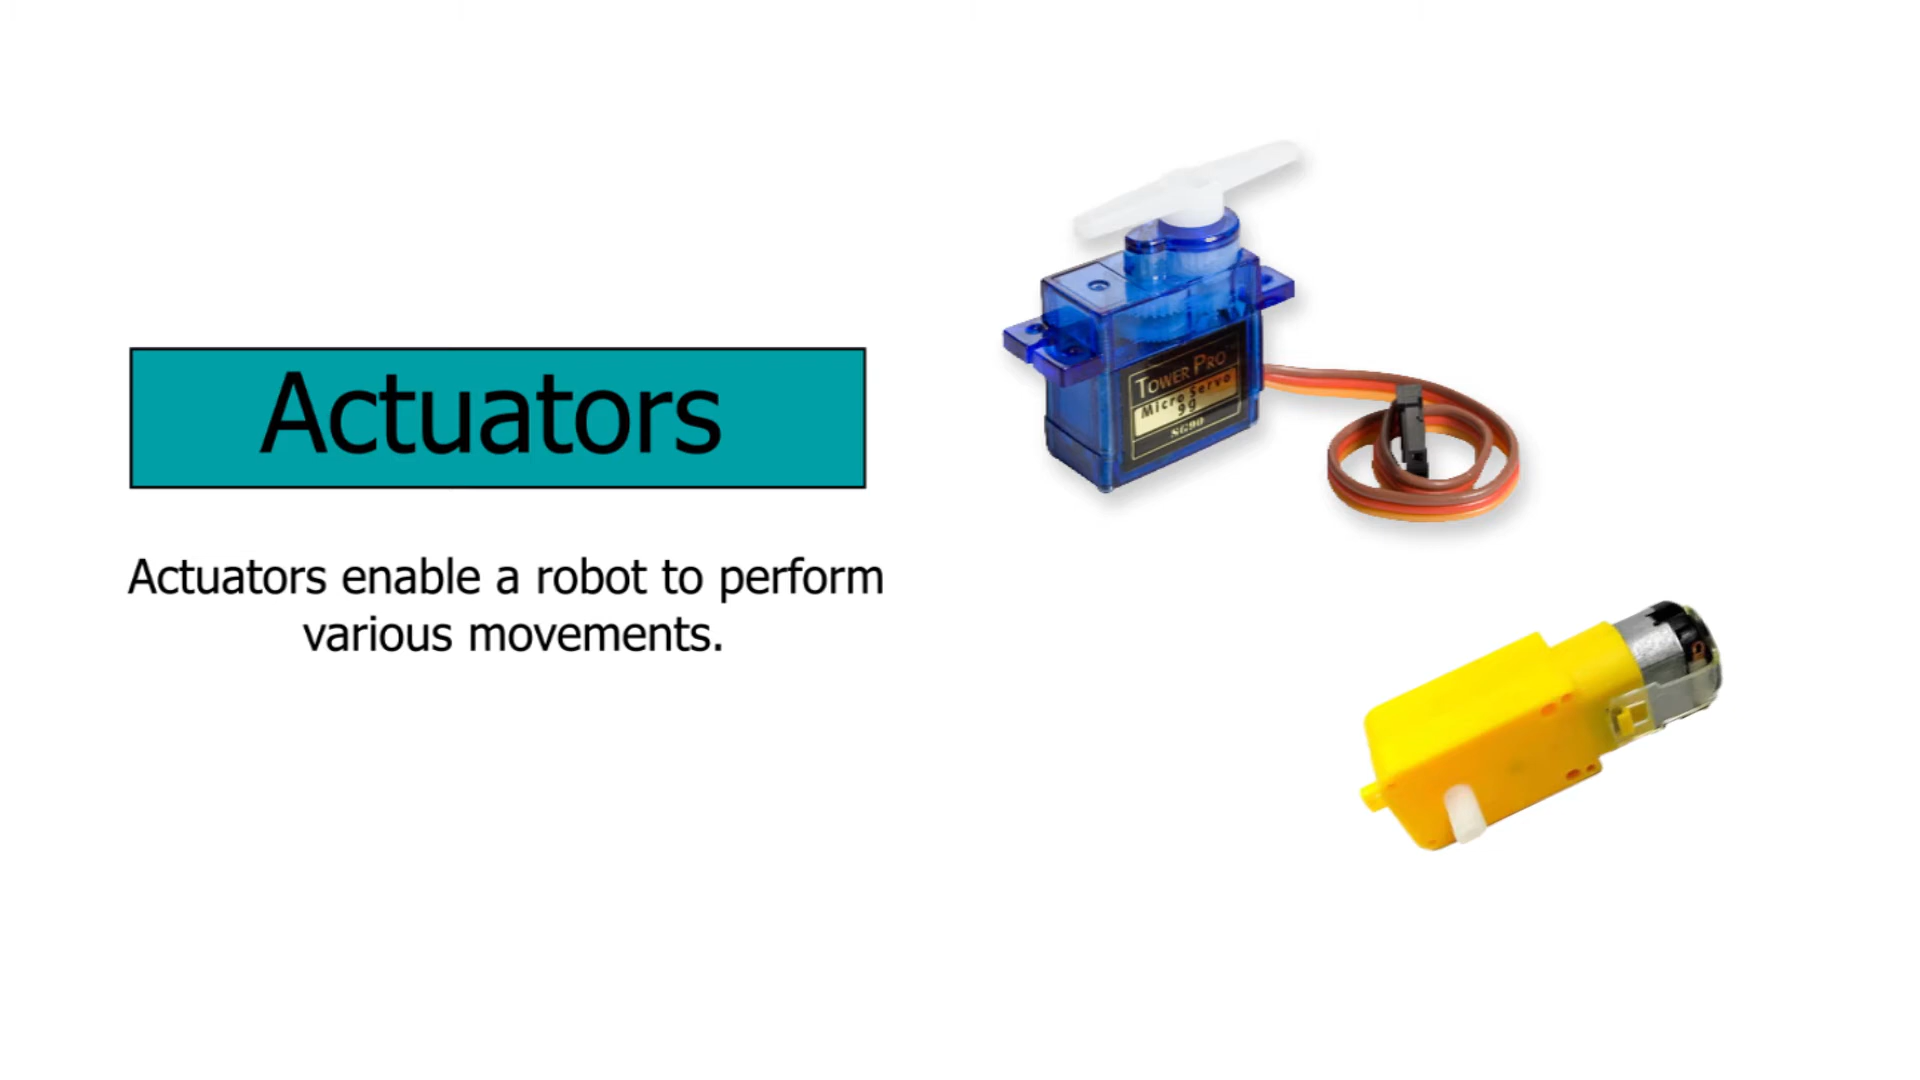 Actuators
Actuators enable a robot to perform
various movements.
TOWER PRO
Micro Servo
9g
SG90